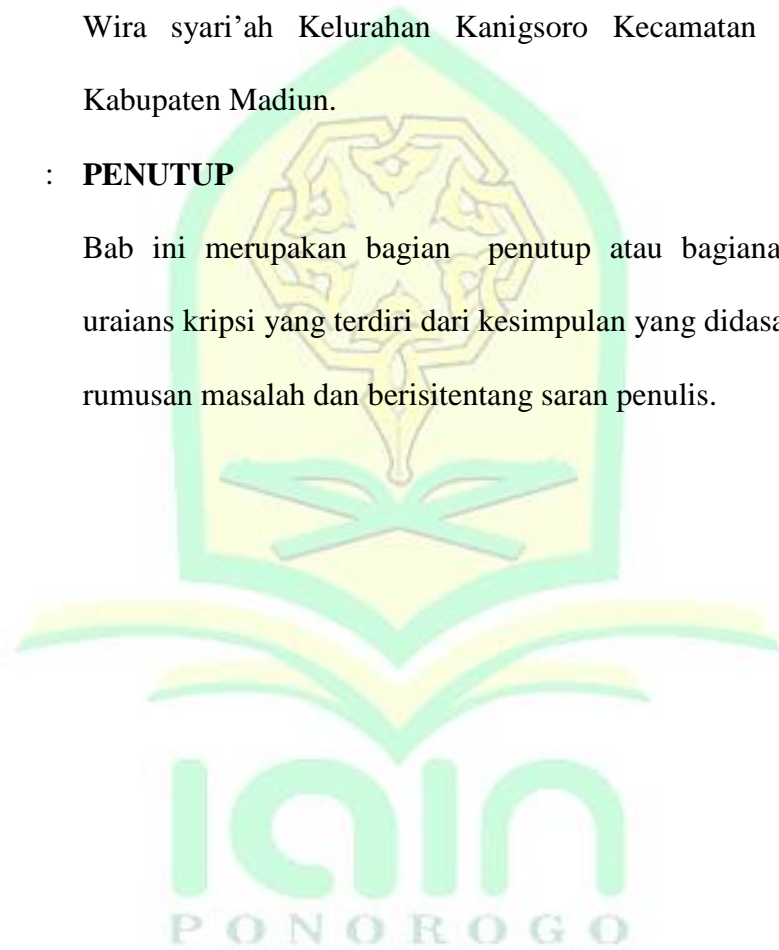 Wira syari’ah Kelurahan Kanigsoro Kecamatan
Kabupaten Madiun.
: PENUTUP
Bab ini merupakan bagian penutup atau bagiana
uraians kripsi yang terdiri dari kesimpulan yang didasa
rumusan masalah dan berisitentang saran penulis.
iain
PONOROGO